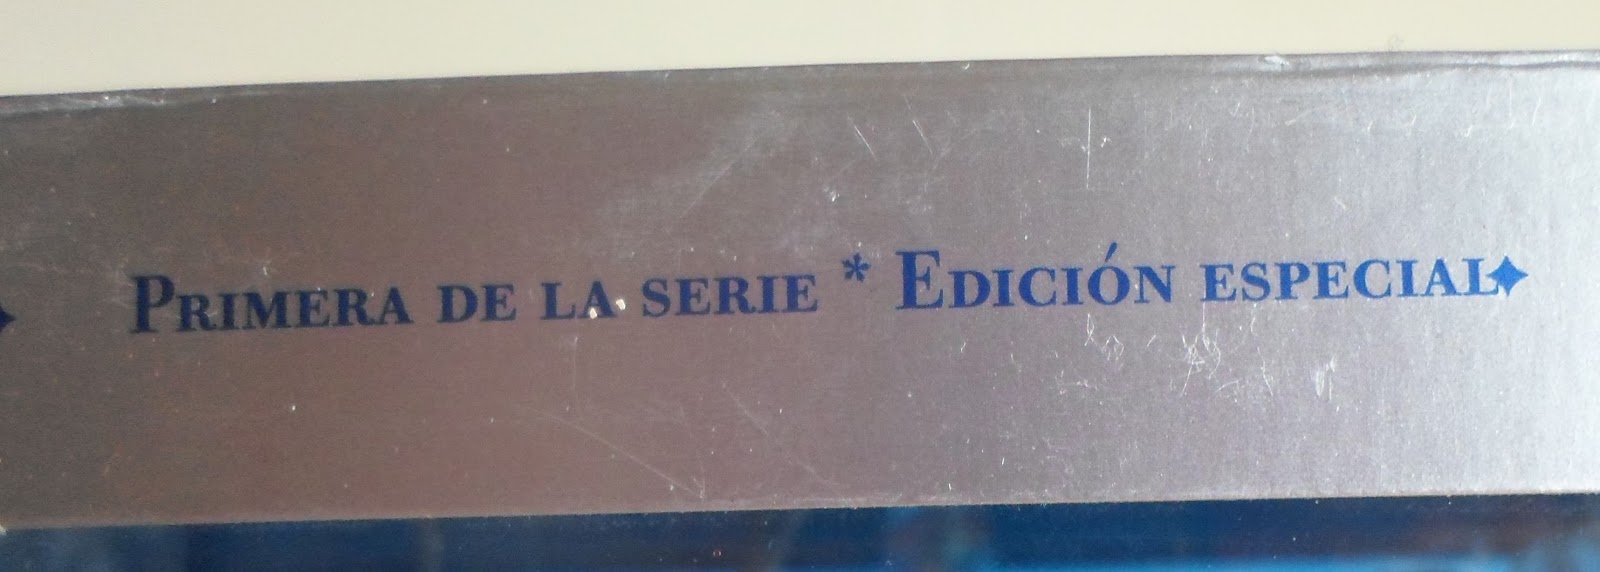 Primera de la serie * Edición especial